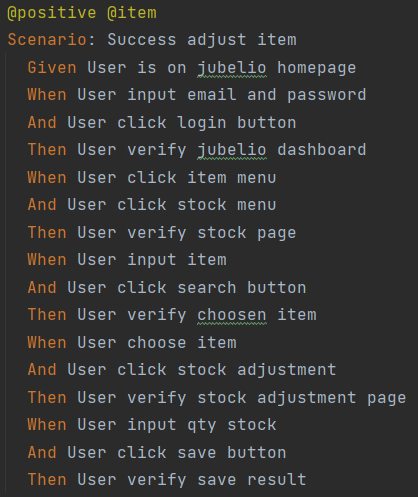 @positive @item
Scenario: Success adjust item
Given User is on jubelio homepage
When User input email and password
And User click login button
Then User verify jubelio dashboard
When User click item menu
And User click stock menu
Then User verify stock page
When User input item
And User click search button
Then User verify choosen item
When User choose item
And User click stock adjustment
Then User verify stock adjustment page
When User input qty stock
And User click save button
Then User verify save result